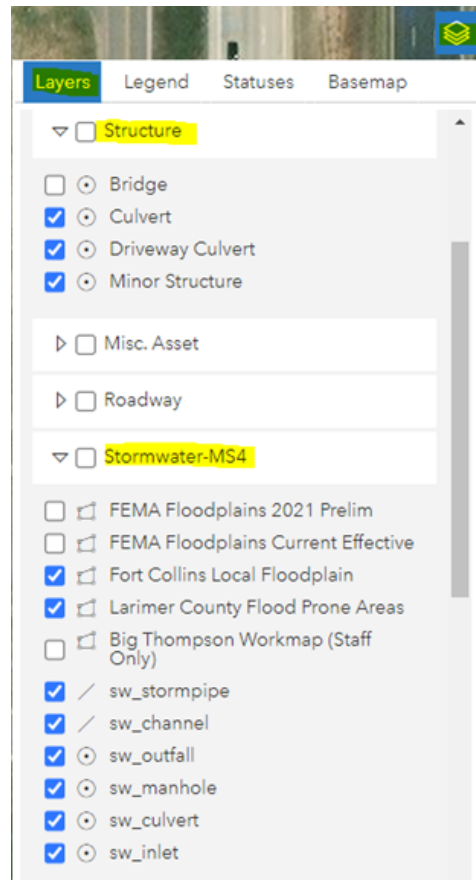 Layers Legend Statuses Basemap
Structure
Bridge
Culvert
Driveway Culvert
Minor Structure
Misc. Asset
Roadway
Stormwater-MS4
FEMA Floodplains 2021 Prelim
FEMA Floodplains Current Effective
Fort Collins Local Floodplain
Larimer County Flood Prone Areas
Big Thompson Workmap (Staff
Only)
sw_stormpipe
sw_channel
sw_outfall
sw_manhole
sw_culvert
sw_inlet